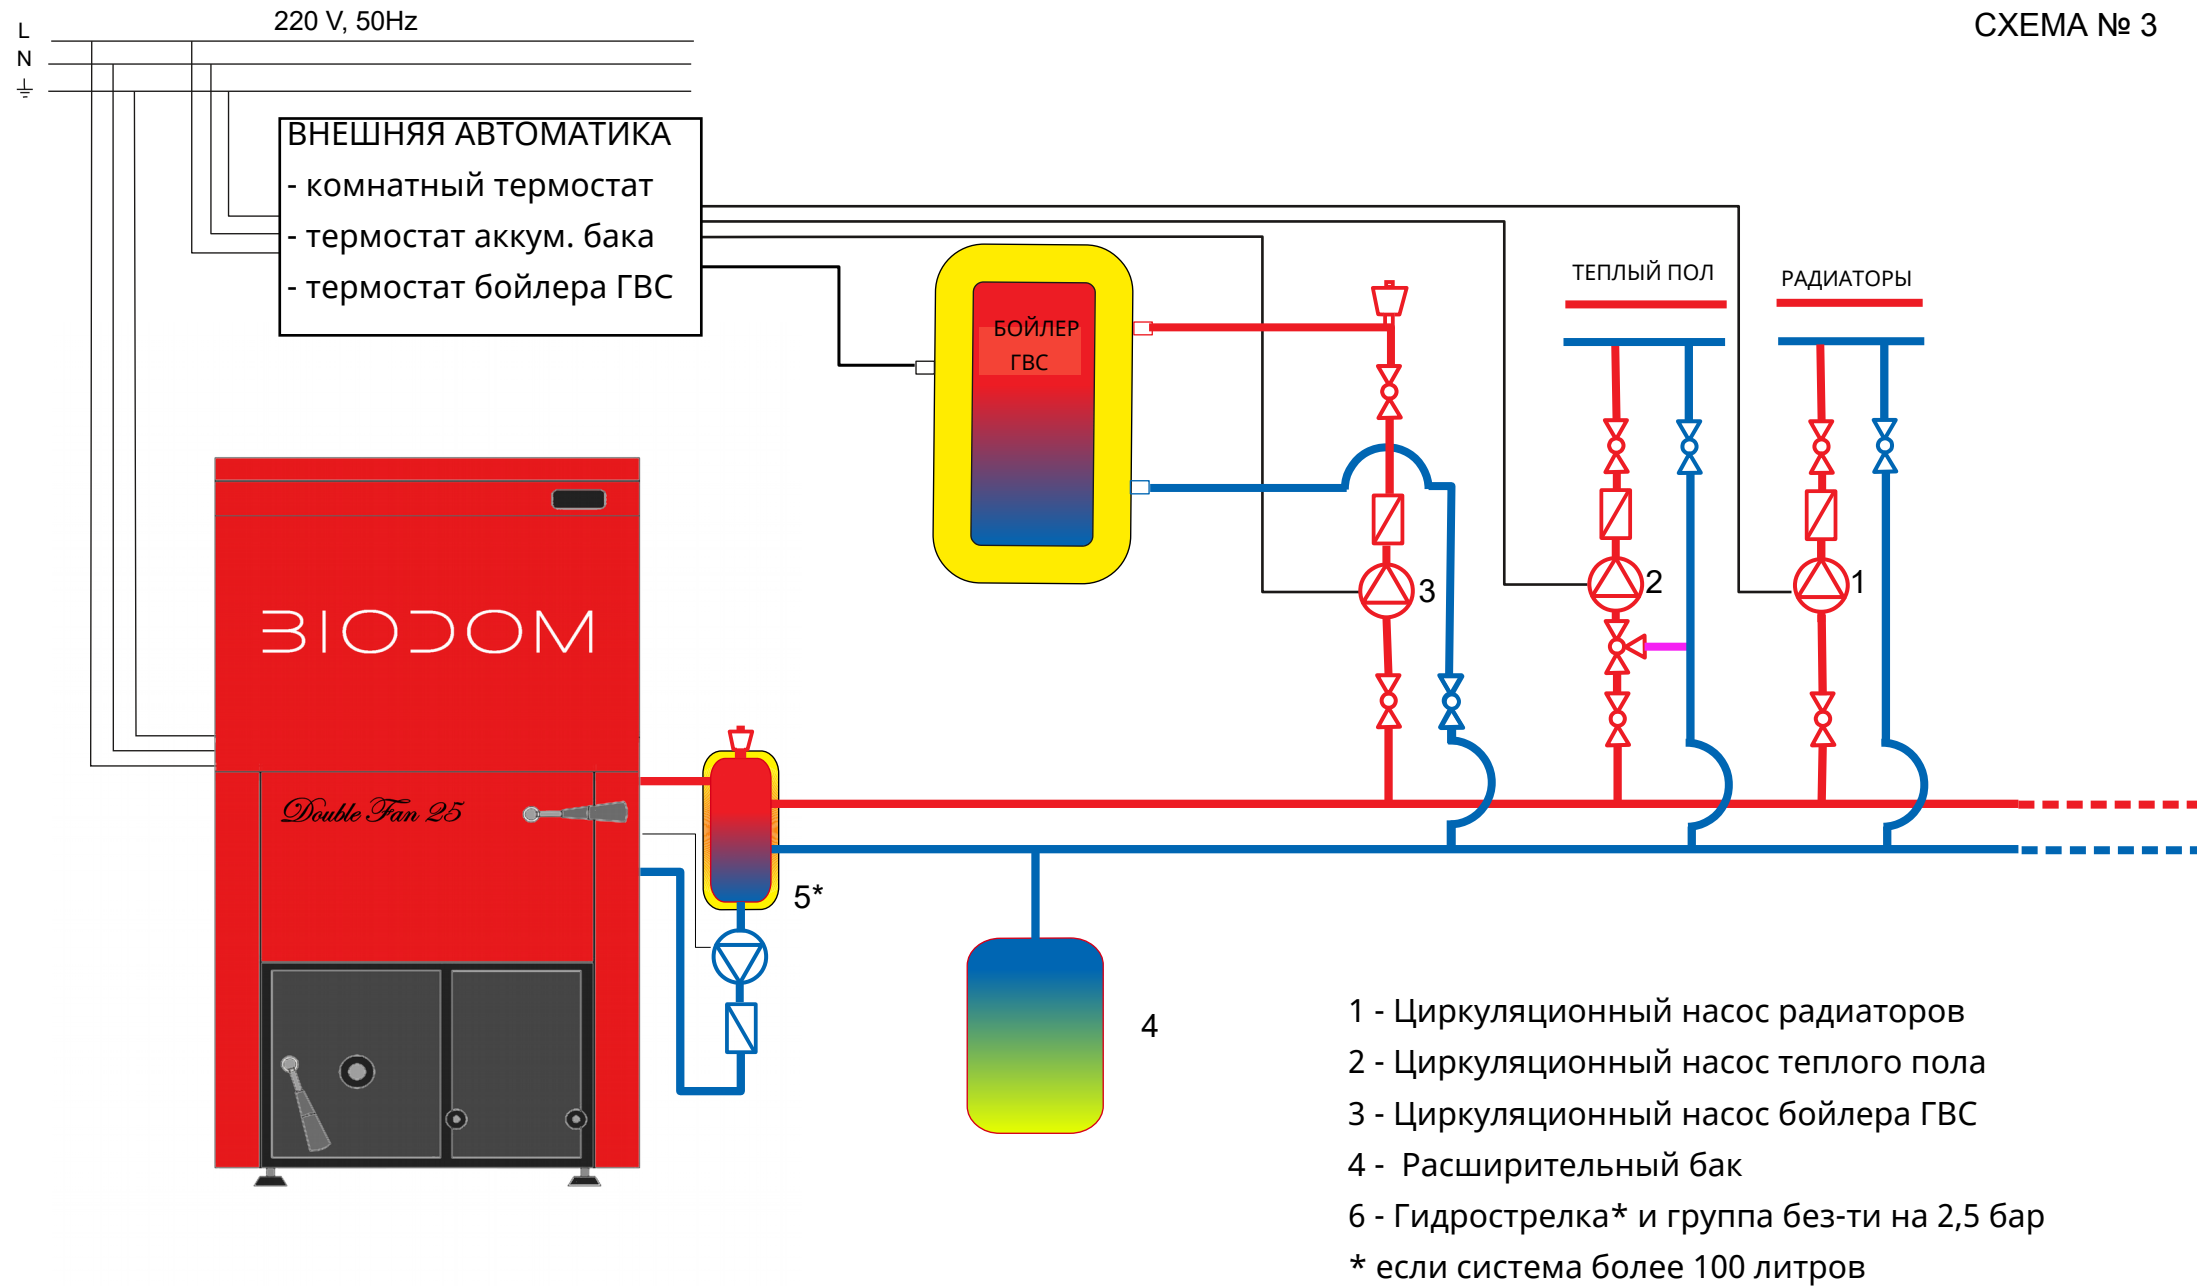 220 V, 50Hz
СХЕМА № 3
L
N
ВНЕШНЯЯ АВТОМАТИКА
- комнатный термостат
- термостат аккум. бака
- термостат бойлера ГВС
ТЕПЛЫЙ ПОЛ
РАДИАТОРЫ
БОЙЛЕР
ГВС
3
2
1
BIODOM
Double Fan 25
5*
4
1 - Циркуляционный насос радиаторов
2 - Циркуляционный насос теплого пола
3 - Циркуляционный насос бойлера ГВС
4 - Расширительный бак
6 - Гидрострелка* и группа без-ти на 2,5 бар
* если система более 100 литров